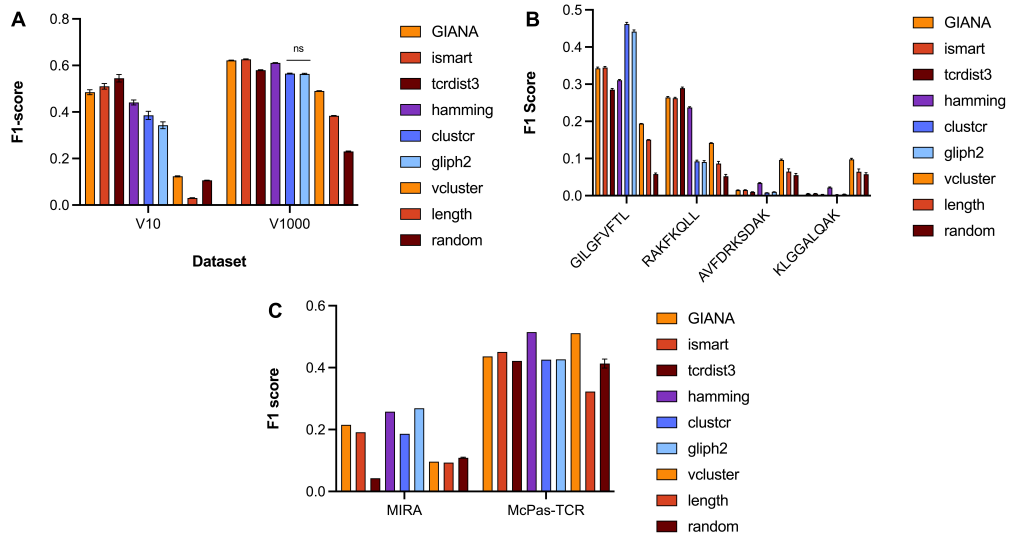 A
F1-score
0.8
0.6
0.4
0.2
0.0
ns
V10
V1000
Dataset
GIANA
ismart
tcrdist3
hamming
clustcr
gliph2
vcluster
length
random
B
F1 Score
0.5
0.4
0.3
0.2
0.1
0.0
GILGFVFTL
RAKFKQLL
AVFDRKSDAK
KLGGALQAK
GIANA
ismart
tcrdist3
hamming
clustcr
gliph2
vcluster
length
random
C
F1 score
0.6
0.4
0.2
0.0
MIRA
McPas-TCR
GIANA
ismart
tcrdist3
hamming
clustcr
gliph2
vcluster
length
random